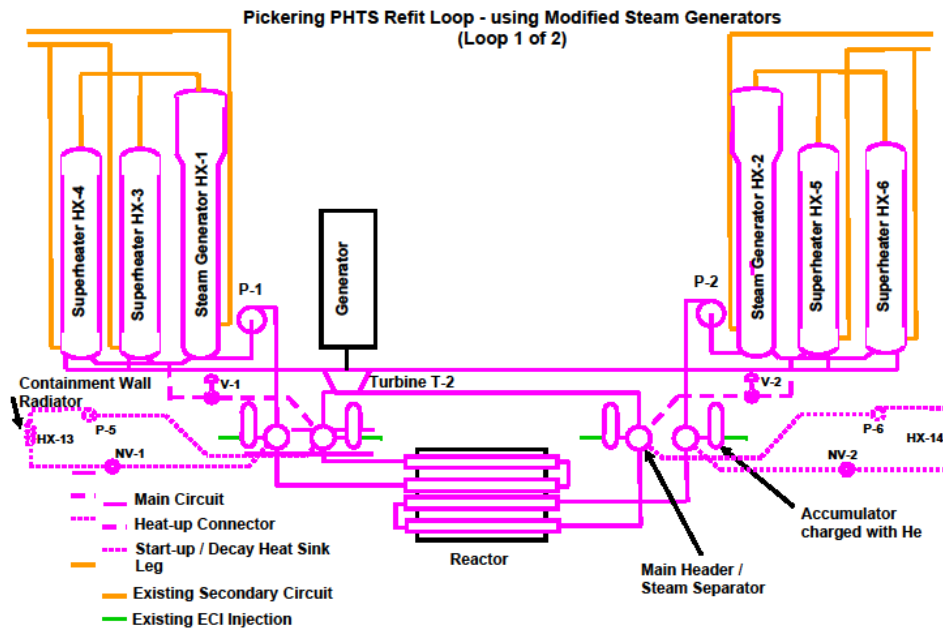 Pickering PHTS Refit Loop - using Modified Steam Generators
(Loop 1 of 2)
Superheater HX-4
Superheater HX-3
Steam Generator HX-1
P-1
Generator
P-2
Steam Generator HX-2
Superheater HX-5
Superheater HX-6
Containment Wall
Radiator
V-1
Turbine T-2
V-2
HX-13
P-5
NV-1
P-6
HX-14
NV-2
Main Circuit
Heat-up Connector
Start-up / Decay Heat Sink
Leg
Existing Secondary Circuit
Existing ECI Injection
Reactor
Main Header /
Steam Separator
Accumulator
charged with He